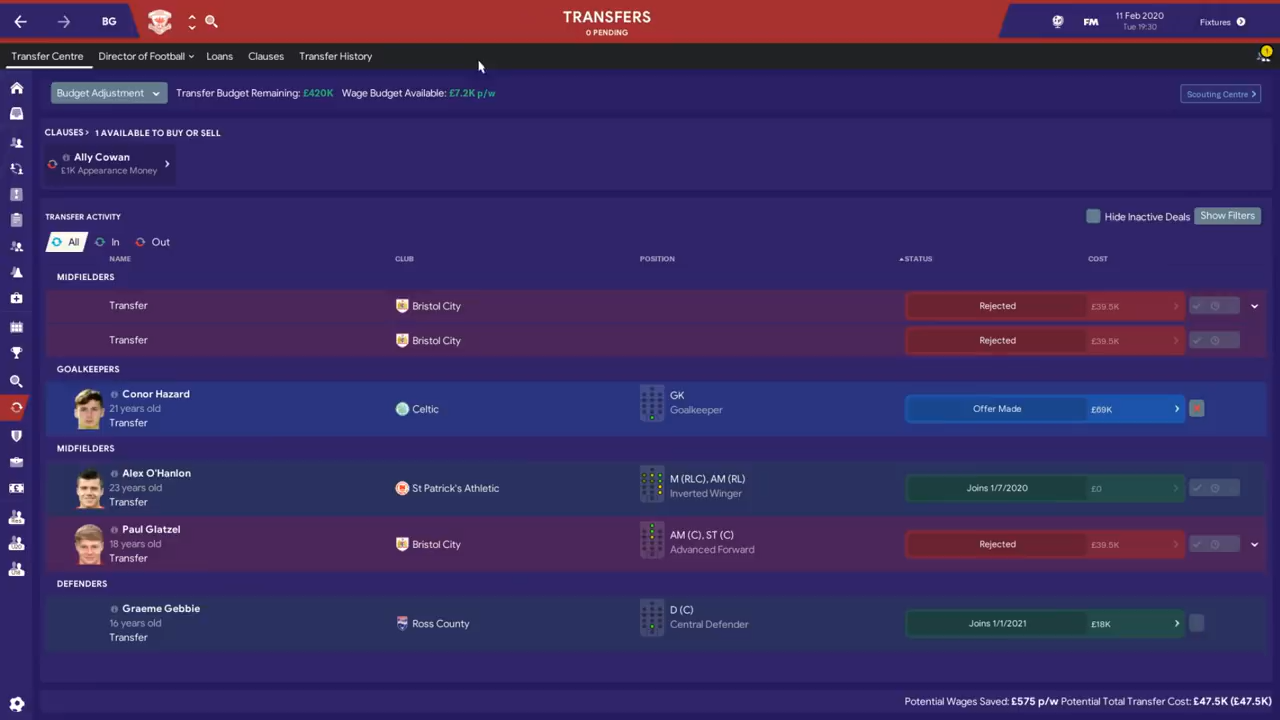 BG
TRANSFERS
0 PENDING
FM
11 Feb 2020
Tue 19:30
Fixtures
Transfer Centre
Director of Football
Loans
Clauses
Transfer History
1
Budget Adjustment
Transfer Budget Remaining: £420K Wage Budget Available: £7.2K p/w
Scouting Centre
CLAUSES> 1 AVAILABLE TO BUY OR SELL
Ally Cowan
£1K Appearance Money
TRANSFER ACTIVITY
Hide Inactive Deals
Show Filters
All
In
Out
NAME CLUB POSITION STATUS COST
MIDFIELDERS
Transfer Bristol City Rejected £39.5K
Transfer Bristol City Rejected £39.5K
GOALKEEPERS
Conor Hazard
21 years old
Transfer
Celtic
GK
Goalkeeper
Offer Made £69K
MIDFIELDERS
Alex O'Hanlon
23 years old
Transfer
St Patrick's Athletic
M (RLC), AM (RL)
Inverted Winger
Joins 1/7/2020 £0
Paul Glatzel
18 years old
Transfer
Bristol City
AM (C), ST (C)
Advanced Forward
Rejected £39.5K
DEFENDERS
Graeme Gebbie
16 years old
Transfer
Ross County
D (C)
Central Defender
Joins 1/1/2021 £18K
Potential Wages Saved: £575 p/w Potential Total Transfer Cost: £47.5K (£47.5K)